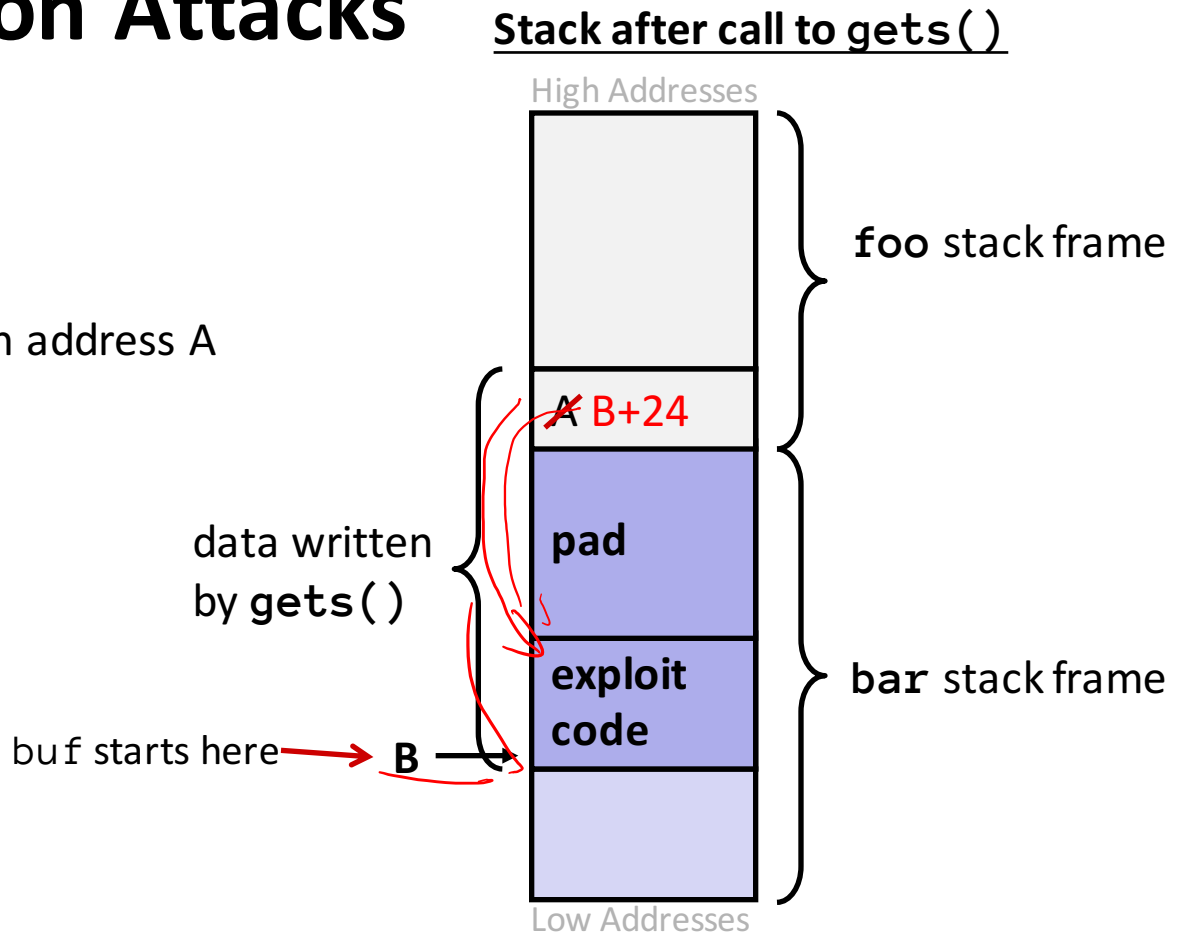 on Attacks
Stack after call to gets()
High Addresses
foo stack frame
n address A
A B+24
data written
by gets()
pad
exploit
code
bar stack frame
buf starts here
B
Low Addresses